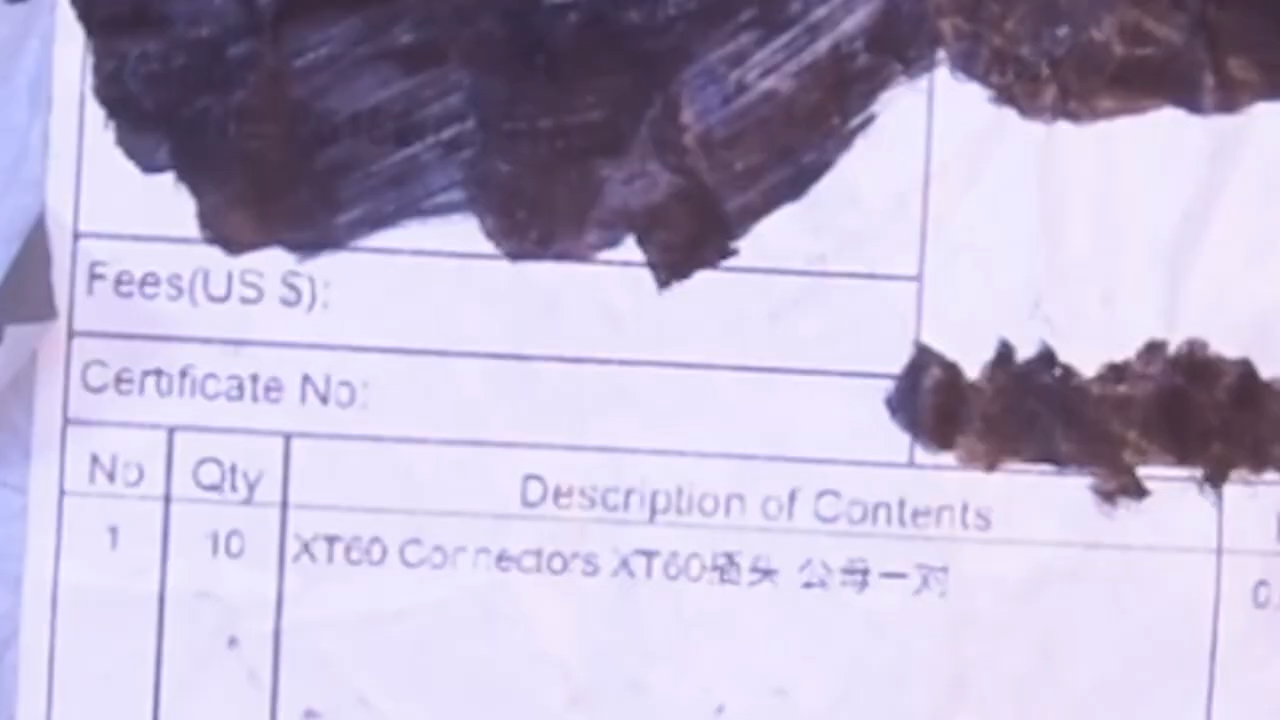 Fees(US $):
Certificate No:
No Qty Description of Contents
1 10 XT60 Connectors XT60插头 公母一对